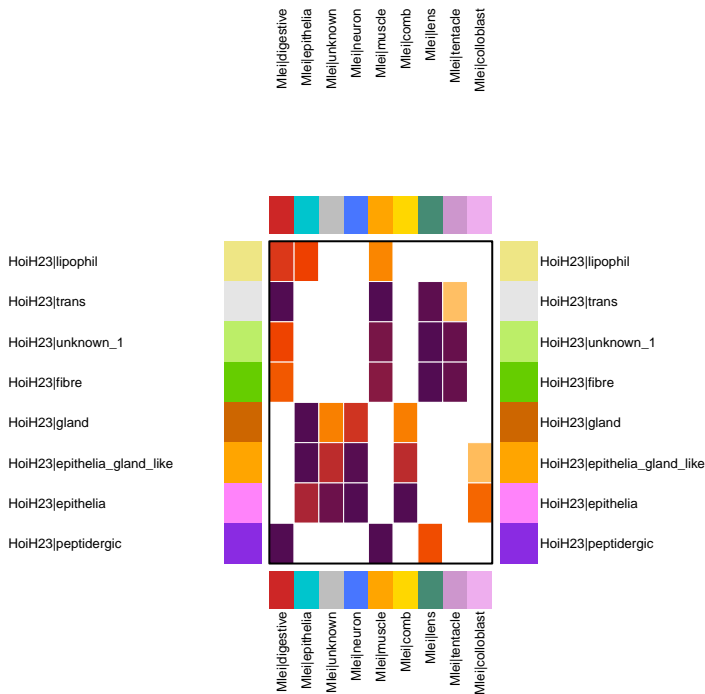 Mlei|digestive
Mlei|epithelia
Mlei|unknown
Mlei|neuron
Mlei|muscle
Mlei|comb
Mlei|lens
Mlei|tentacle
Mlei|colloblast
HoiH23|lipophil HoiH23|lipophil
HoiH23|trans HoiH23|trans
HoiH23|unknown_1 HoiH23|unknown_1
HoiH23|fibre HoiH23|fibre
HoiH23|gland HoiH23|gland
HoiH23|epithelia_gland_like HoiH23|epithelia_gland_like
HoiH23|epithelia HoiH23|epithelia
HoiH23|peptidergic HoiH23|peptidergic
Mlei|digestive
Mlei|epithelia
Mlei|unknown
Mlei|neuron
Mlei|muscle
Mlei|comb
Mlei|lens
Mlei|tentacle
Mlei|colloblast